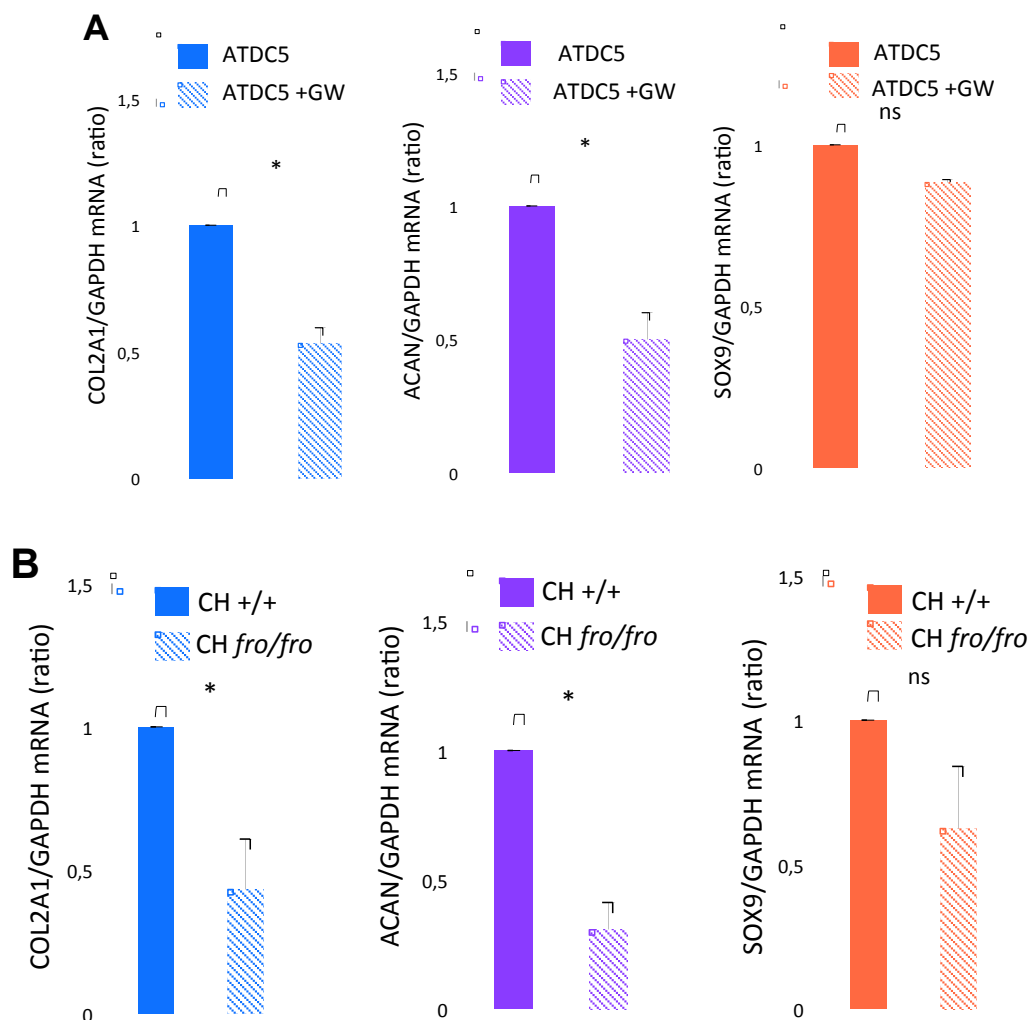 A
ATDC5
ATDC5 +GW
COL2A1/GAPDH mRNA (ratio)
1,5
1
0,5
0
*
ATDC5
ATDC5 +GW
ACAN/GAPDH mRNA (ratio)
1,5
1
0,5
0
*
ATDC5
ATDC5 +GW
ns
SOX9/GAPDH mRNA (ratio)
1
0,5
0
B
CH +/+
CH fro/fro
COL2A1/GAPDH mRNA (ratio)
1,5
1
0,5
0
*
CH +/+
CH fro/fro
ACAN/GAPDH mRNA (ratio)
1,5
1
0,5
0
*
CH +/+
CH fro/fro
ns
SOX9/GAPDH mRNA (ratio)
1,5
1
0,5
0